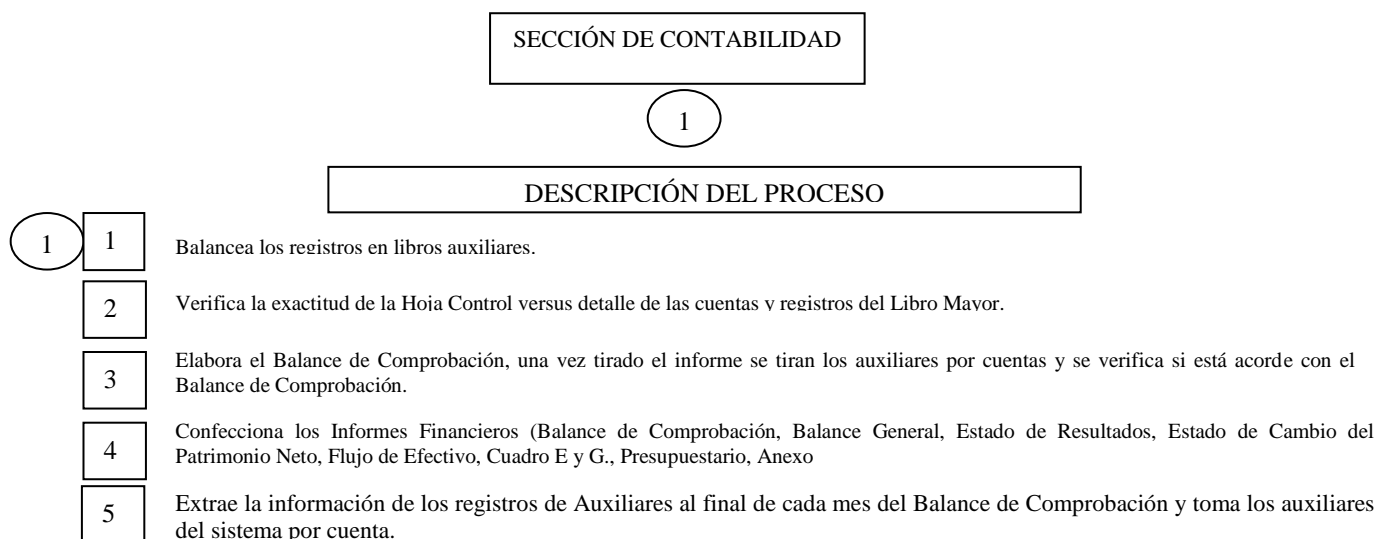 SECCIÓN DE CONTABILIDAD
1
DESCRIPCIÓN DEL PROCESO
1 1 Balancea los registros en libros auxiliares.
2 Verifica la exactitud de la Hoja Control versus detalle de las cuentas y registros del Libro Mayor.
3 Elabora el Balance de Comprobación, una vez tirado el informe se tiran los auxiliares por cuentas y se verifica si está acorde con el
Balance de Comprobación.
4 Confecciona los Informes Financieros (Balance de Comprobación, Balance General, Estado de Resultados, Estado de Cambio del
Patrimonio Neto, Flujo de Efectivo, Cuadro E y G., Presupuestario, Anexo
5 Extrae la información de los registros de Auxiliares al final de cada mes del Balance de Comprobación y toma los auxiliares
del sistema por cuenta.